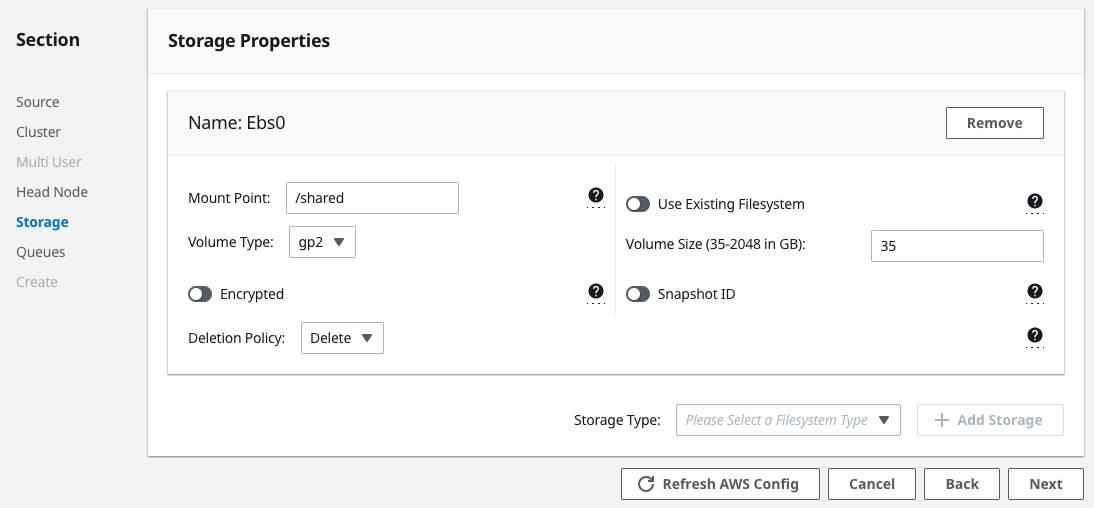 Section
Source
Cluster
Multi User
Head Node
Storage
Queues
Create
Storage Properties
Name: Ebs0
Remove
Mount Point: /shared
Use Existing Filesystem
Volume Type: gp2
Volume Size (35-2048 in GB): 35
Encrypted
Snapshot ID
Deletion Policy: Delete
Storage Type: Please Select a Filesystem Type
Add Storage
Refresh AWS Config
Cancel
Back
Next